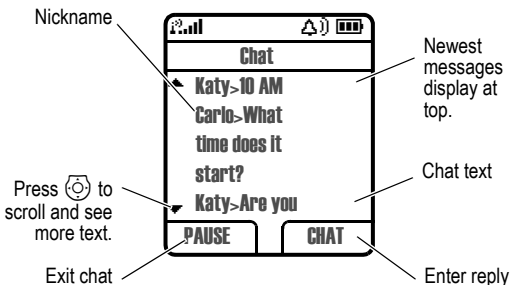 Nickname
Chat
Katy>10 AM
Carlo>What
time does it
start?
Katy>Are you
PAUSE
CHAT
Newest
messages
display at
top.
Chat text
Press to
scroll and see
more text.
Exit chat
Enter reply